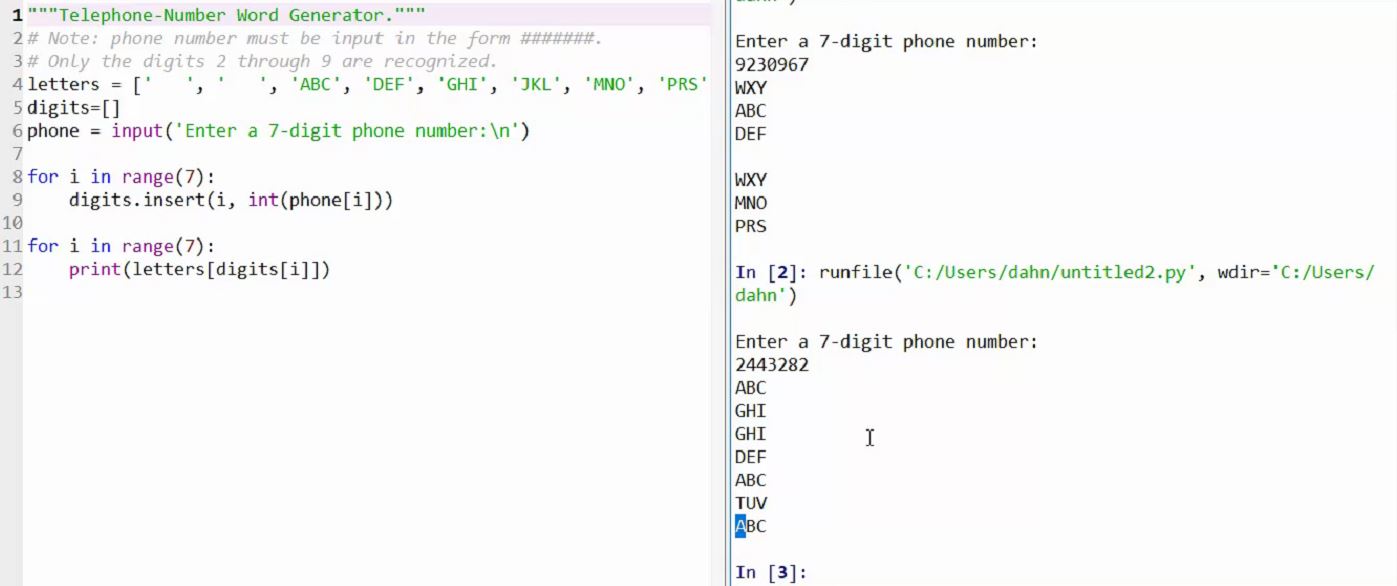 1 """Telephone-Number Word Generator."""
2 # Note: phone number must be input in the form #######.
3 # Only the digits 2 through 9 are recognized.
4 letters = ['   ', '   ', 'ABC', 'DEF', 'GHI', 'JKL', 'MNO', 'PRS'
5 digits=[]
6 phone = input('Enter a 7-digit phone number:\n')
7
8 for i in range(7):
9     digits.insert(i, int(phone[i]))
10
11 for i in range(7):
12     print(letters[digits[i]])
13
dahn')
Enter a 7-digit phone number:
9230967
WXY
ABC
DEF

WXY
MNO
PRS

In [2]: runfile('C:/Users/dahn/untitled2.py', wdir='C:/Users/
dahn')

Enter a 7-digit phone number:
2443282
ABC
GHI
GHI
DEF
ABC
TUV
ABC

In [3]: